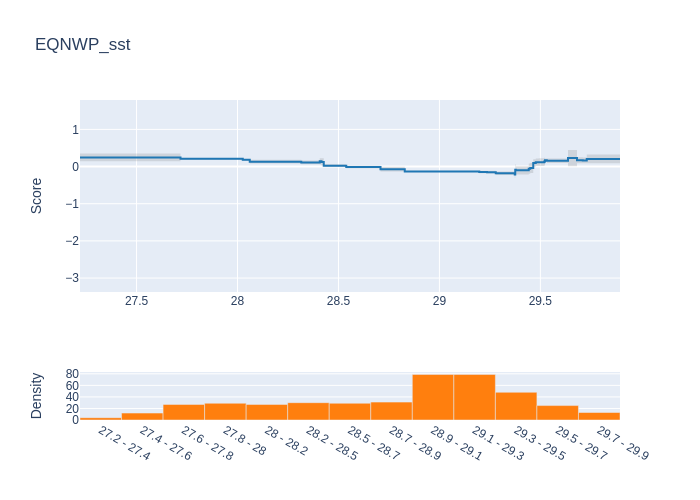 EQNWP_sst
Score
1
0
−1
−2
−3
27.5
28
28.5
29
29.5
Density
80
60
40
20
0
27.2 - 27.4
27.4 - 27.6
27.6 - 27.8
27.8 - 28
28 - 28.2
28.2 - 28.5
28.5 - 28.7
28.7 - 28.9
28.9 - 29.1
29.1 - 29.3
29.3 - 29.5
29.5 - 29.7
29.7 - 29.9